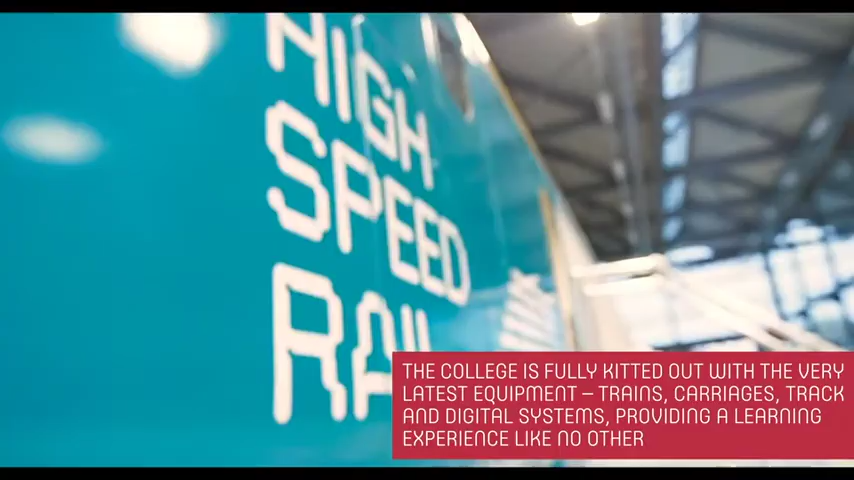 HIGH
SPEED
RAIL
THE COLLEGE IS FULLY KITTED OUT WITH THE VERY
LATEST EQUIPMENT – TRAINS, CARRIAGES, TRACK
AND DIGITAL SYSTEMS, PROVIDING A LEARNING
EXPERIENCE LIKE NO OTHER